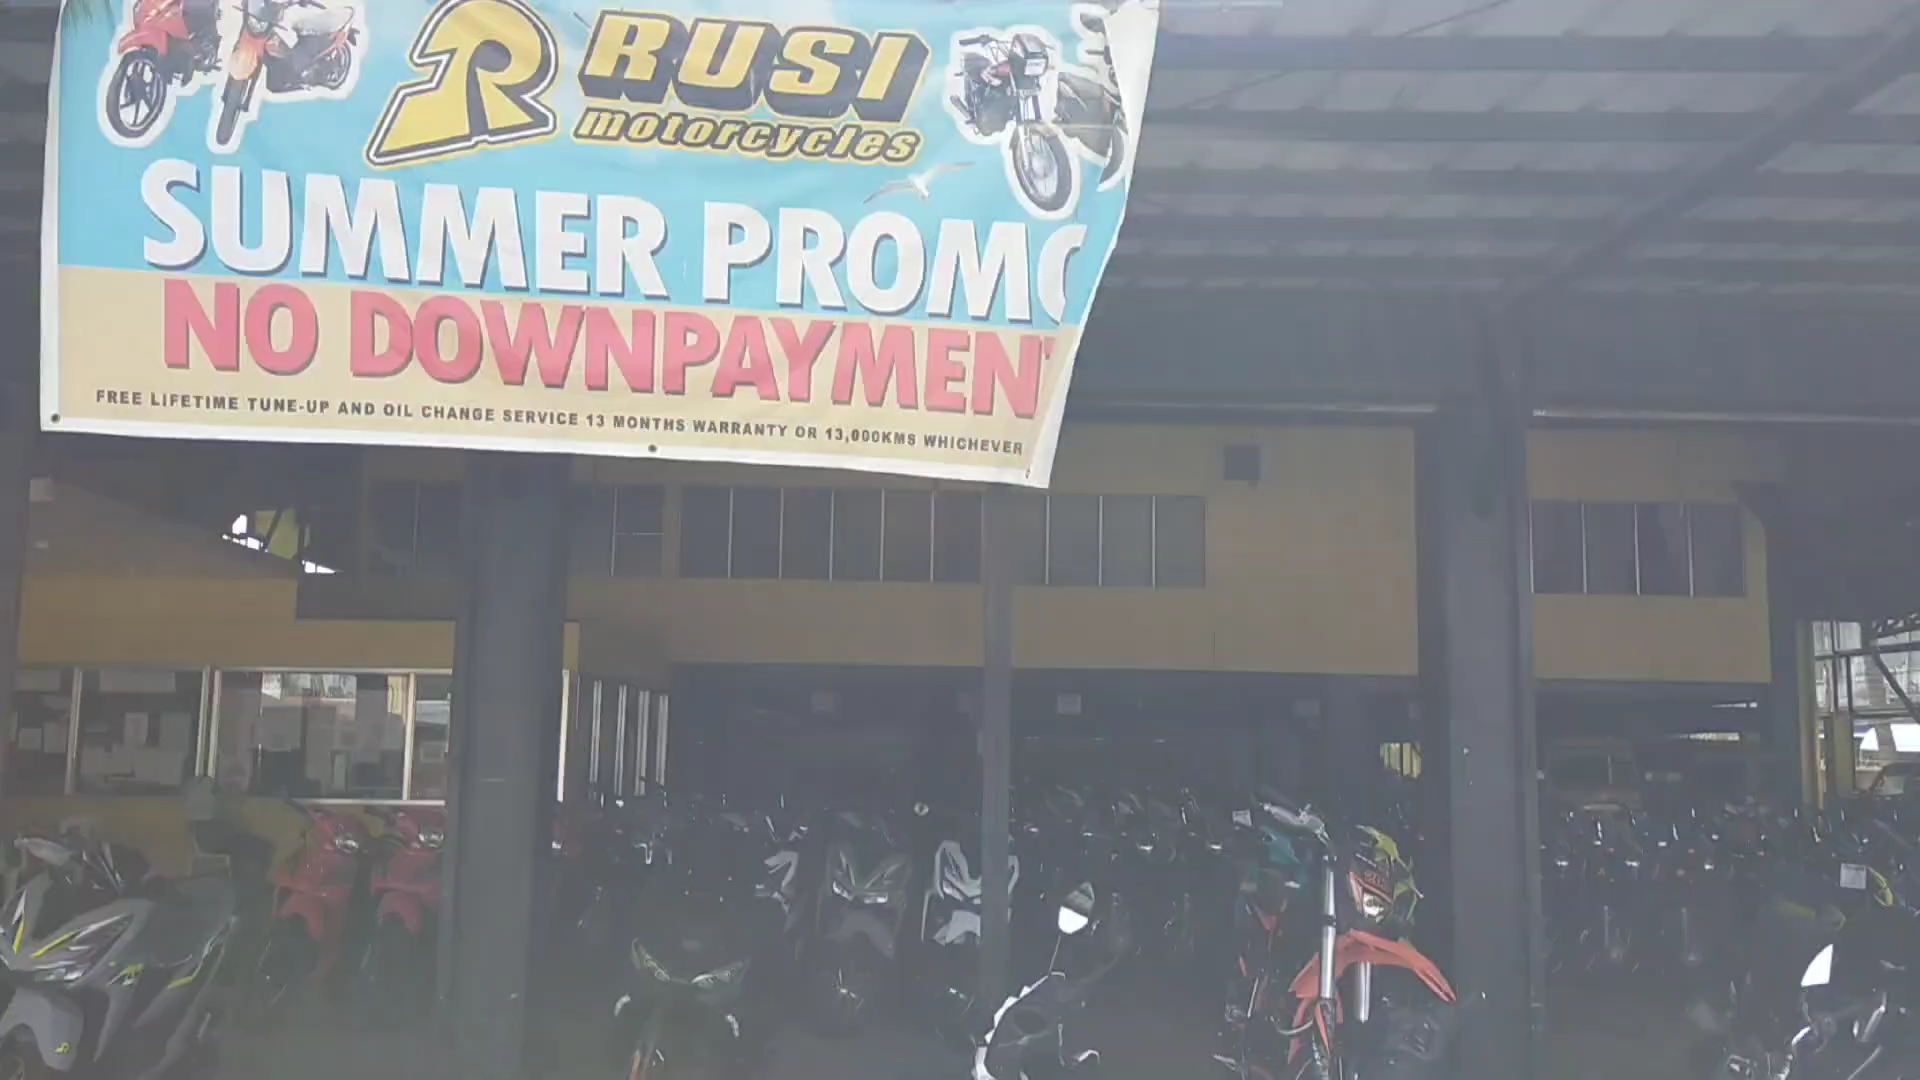 RUSI
motorcycles
SUMMER PROMO
NO DOWNPAYMENT
FREE LIFETIME TUNE-UP AND OIL CHANGE SERVICE 13 MONTHS WARRANTY OR 13,000KMS WHICHEVER